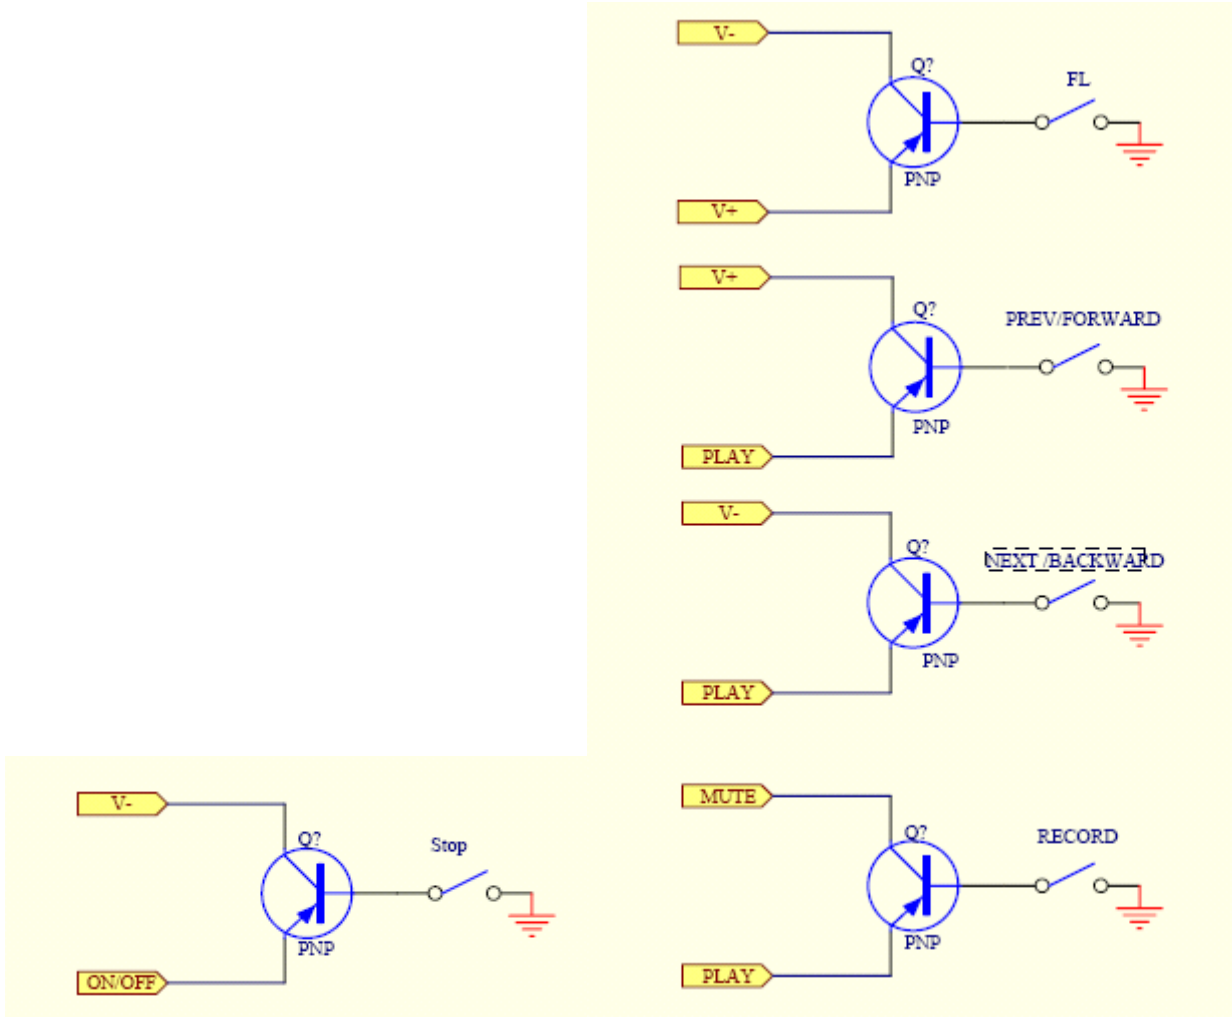 V-
Q?
FL
PNP
V+
V+
Q?
PREV/FORWARD
PNP
PLAY
V-
Q?
NEXT /BACKWARD
PNP
PLAY
V-
Q?
Stop
PNP
ON/OFF
MUTE
Q?
RECORD
PNP
PLAY